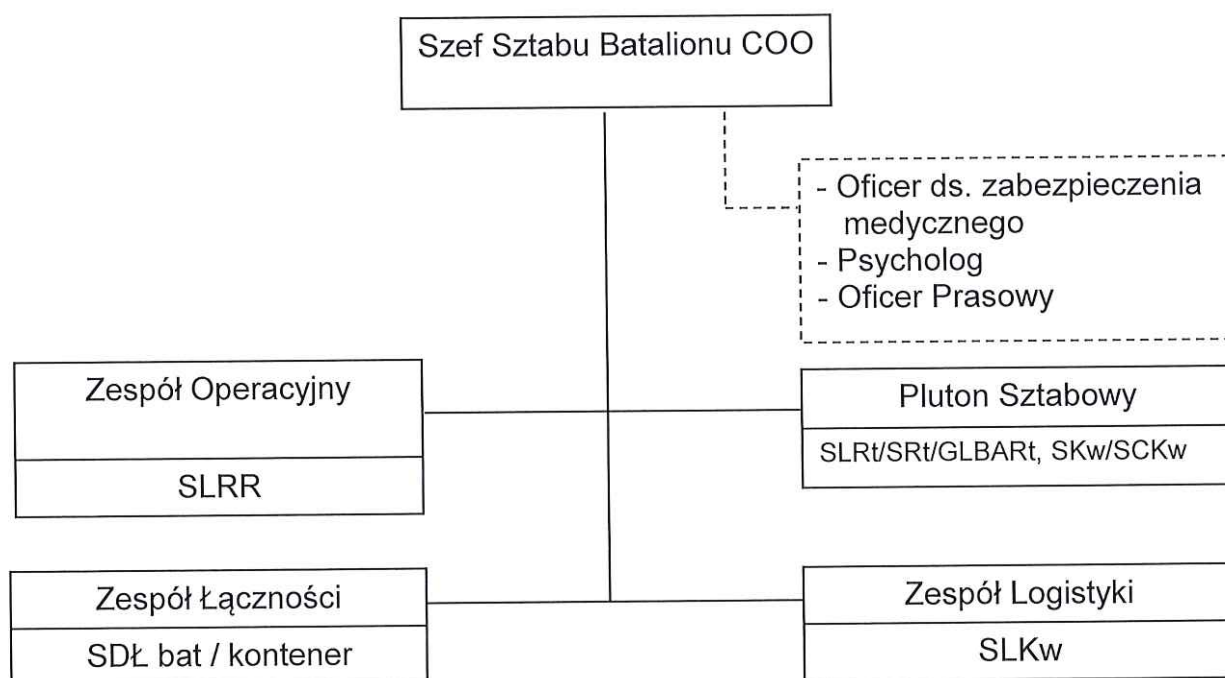 Szef Sztabu Batalionu COO
- Oficer ds. zabezpieczenia
medycznego
- Psycholog
- Oficer Prasowy
Zespół Operacyjny
SLRR
Pluton Sztabowy
SLRt/SRt/GLBARt, SKw/SCKw
Zespół Łączności
SDŁ bat / kontener
Zespół Logistyki
SLKw